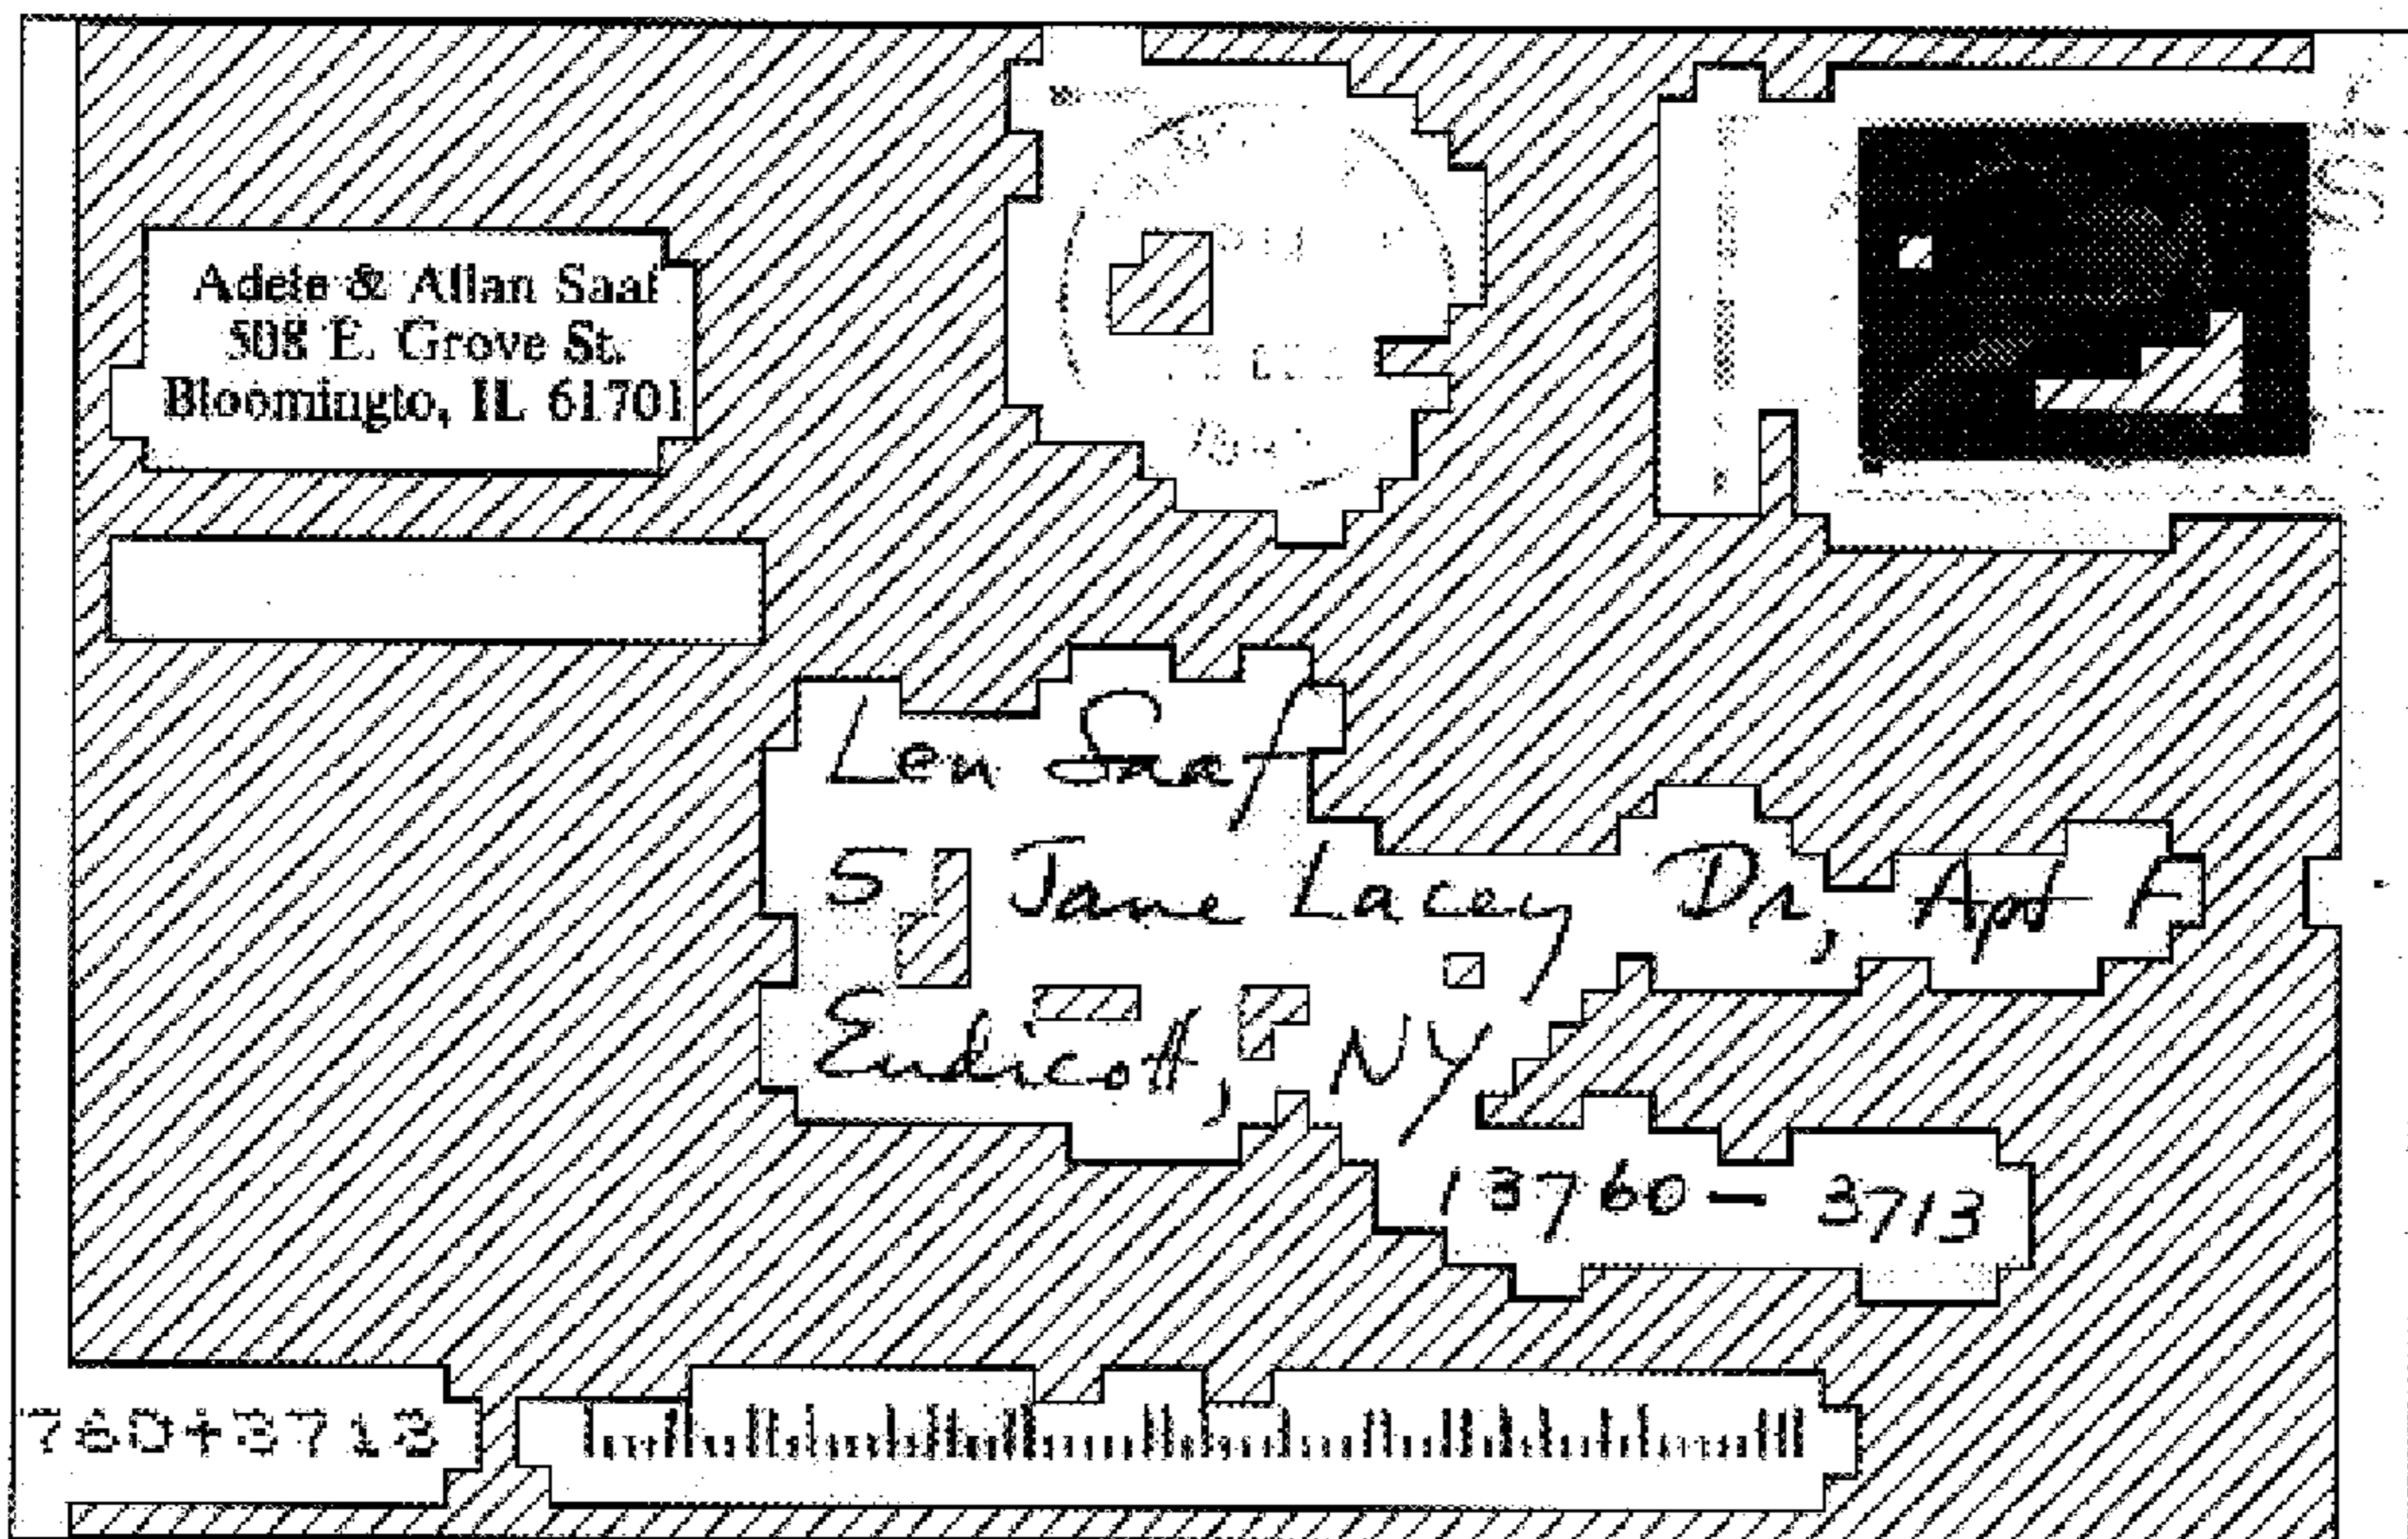 Adele & Allan Saaf
508 E. Grove St.
Bloomingto, IL 61701
Len Saaf
5 Jane Lacey Dr, Apt F
Endicott, NY
13760 - 3713
760+3713